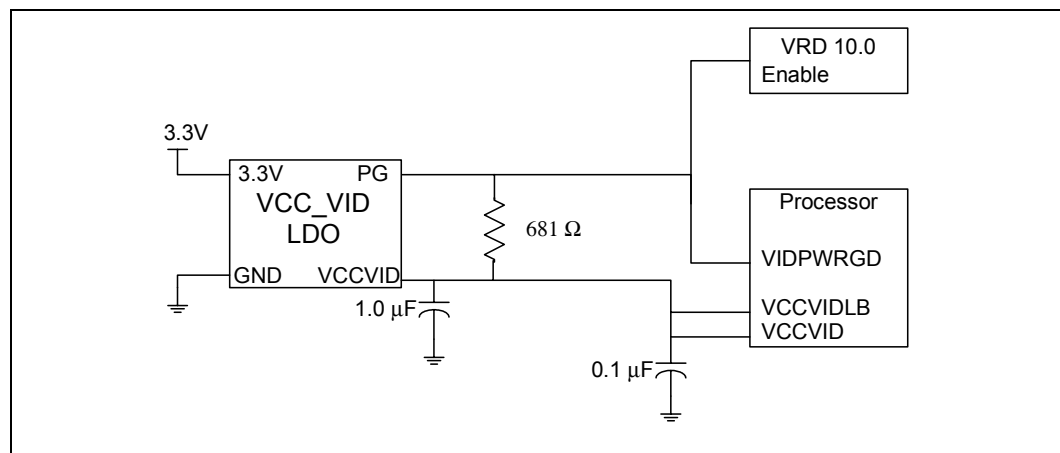 VRD 10.0
Enable
3.3V
3.3V PG
VCC_VID
LDO
GND VCCVID
681 Ω
1.0 μF
Processor
VIDPWRGD
VCCVIDLB
VCCVID
0.1 μF